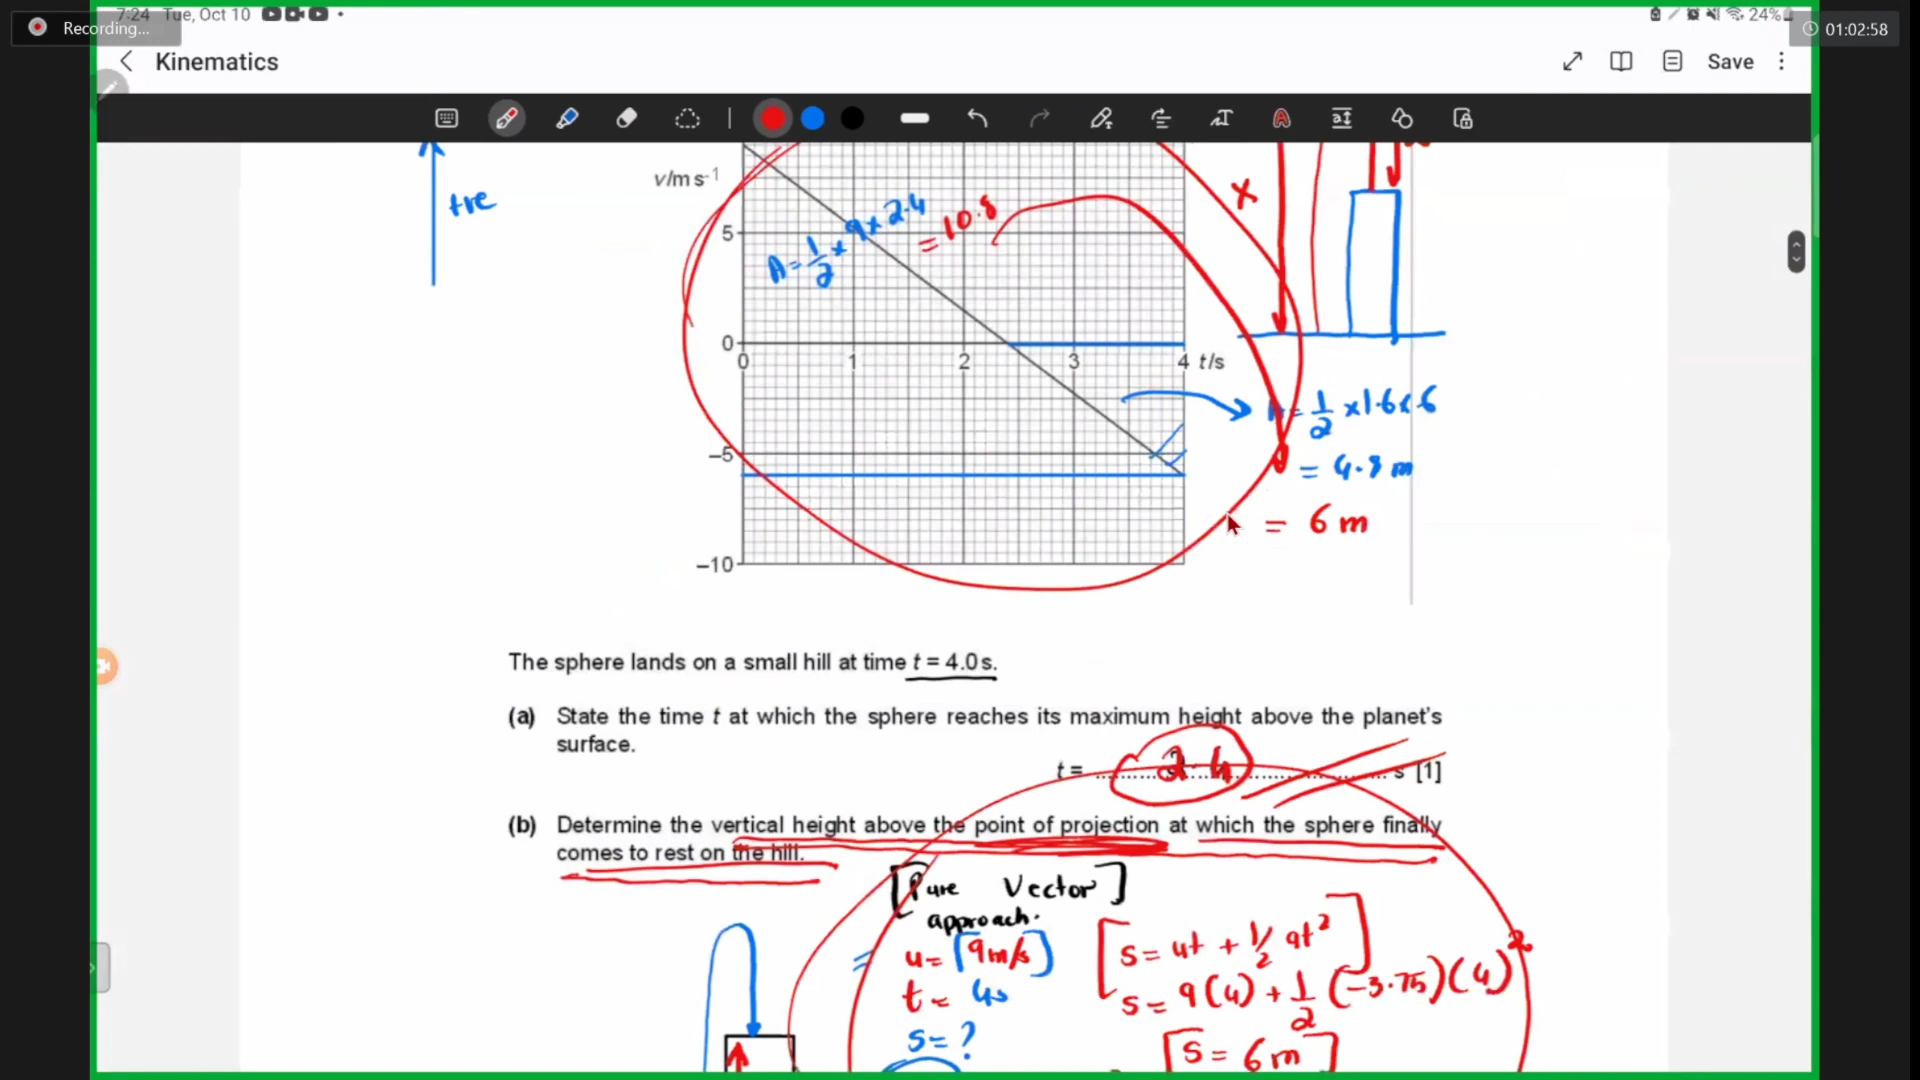 7:24 Tue, Oct 10
24%
Recording...
01:02:58
Kinematics
Save
v/m s-1
+ve
5
0
-5
-10
0 1 2 3 4 t/s
A = 1/2 × 9 × 2.4
= 10.8
x
= 1/2 × 1.6 × 6
= 4.8 m
= 6 m
The sphere lands on a small hill at time t = 4.0 s.
(a) State the time t at which the sphere reaches its maximum height above the planet's
surface.
t = 2.4 s [1]
(b) Determine the vertical height above the point of projection at which the sphere finally
comes to rest on the hill.
[Pure Vector]
approach.
u = [9 m/s]
t = 4s
s = ?
[s = ut + 1/2 at²]
s = 9(4) + 1/2 (-3.75)(4)²
[s = 6m]